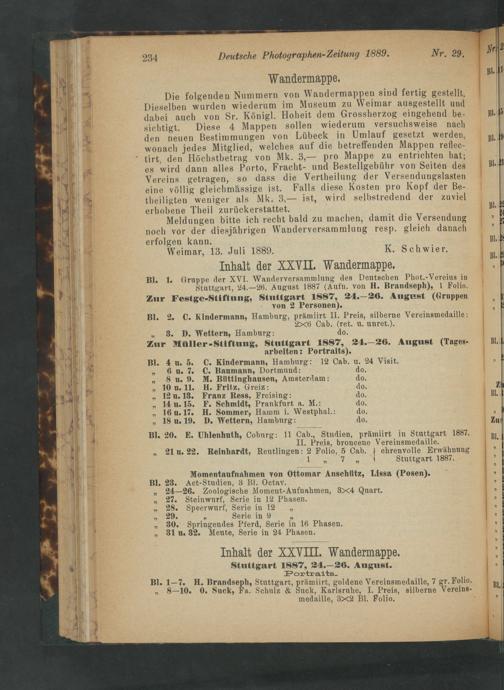 234 Deutsche Photographen-Zeitung 1889. Nr. 29.
Wandermappe.
Die folgenden Nummern von Wandermappen sind fertig gestellt.
Dieselben wurden wiederum im Museum zu Weimar ausgestellt und
dabei auch von Sr. Königl. Hoheit dem Grossherzog eingehend be-
sichtigt. Diese 4 Mappen sollen wiederum versuchsweise nach
den neuen Bestimmungen von Lübeck in Umlauf gesetzt werden,
wonach jedes Mitglied, welches auf die betreffenden Mappen reflec-
tirt, den Höchstbetrag von Mk. 3,— pro Mappe zu entrichten hat;
es wird dann alles Porto, Fracht- und Bestellgebühr von Seiten des
Vereins getragen, so dass die Vertheilung der Versendungslasten
eine völlig gleichmässige ist. Falls diese Kosten pro Kopf der Be-
theiligten weniger als Mk. 3.— ist, wird selbstredend der zuviel
erhobene Theil zurückerstattet.
Meldungen bitte ich recht bald zu machen, damit die Versendung
noch vor der diesjährigen Wanderversammlung resp. gleich danach
erfolgen kann.
Weimar, 13. Juli 1889. K. Schwier.
Inhalt der XXVII. Wandermappe.
Bl. 1. Gruppe der XVI. Wanderversammlung des Deutschen Phot.-Vereins in
Stuttgart, 24.—26. August 1887 (Aufn. von H. Brandseph), 1 Folio.
Zur Festge-Stiftung, Stuttgart 1887, 24.—26. August (Gruppen
von 2 Personen).
Bl. 2. C. Kindermann, Hamburg, prämiirt II. Preis, silberne Vereinsmedaille:
2×6 Cab. (ret. u. unret.).
„ 3. D. Wettern, Hamburg: do.
Zur Müller-Stiftung, Stuttgart 1887, 24.—26. August (Tages-
arbeiten: Portraits).
Bl. 4 u. 5. C. Kindermann, Hamburg: 12 Cab. u. 24 Visit.
„ 6 u. 7. C. Baumann, Dortmund: do.
„ 8 u. 9. M. Büttinghausen, Amsterdam: do.
„ 10 u. 11. H. Fritz, Greiz: do.
„ 12 u. 13. Franz Ress, Freising: do.
„ 14 u. 15. F. Schmidt, Frankfurt a. M.: do.
„ 16 u. 17. H. Sommer, Hamm i. Westphal.: do.
„ 18 u. 19. D. Wettern, Hamburg: do.
Bl. 20. E. Uhlenhuth, Coburg: 11 Cab., Studien, prämiirt in Stuttgart 1887.
II. Preis, broncene Vereinsmedaille.
„ 21 u. 22. Reinhardt, Reutlingen: 2 Folio, 5 Cab. } ehrenvolle Erwähnung
1 „ 7 „ } Stuttgart 1887.
Momentaufnahmen von Ottomar Anschütz, Lissa (Posen).
Bl. 23. Act-Studien, 3 Bl. Octav.
„ 24—26. Zoologische Moment-Aufnahmen, 3×4 Quart.
„ 27. Steinwurf, Serie in 12 Phasen.
„ 28. Speerwurf, Serie in 12 „
„ 29. „ Serie in 9 „
„ 30. Springendes Pferd, Serie in 16 Phasen.
„ 31 u. 32. Meute, Serie in 24 Phasen.
Inhalt der XXVIII. Wandermappe.
Stuttgart 1887, 24.—26. August.
Portraits.
Bl. 1—7. H. Brandseph, Stuttgart, prämiirt, goldene Vereinsmedaille, 7 gr. Folio.
„ 8—10. O. Suck, Fa. Schulz & Suck, Karlsruhe, I. Preis, silberne Vereins-
medaille, 3×2 Bl. Folio.